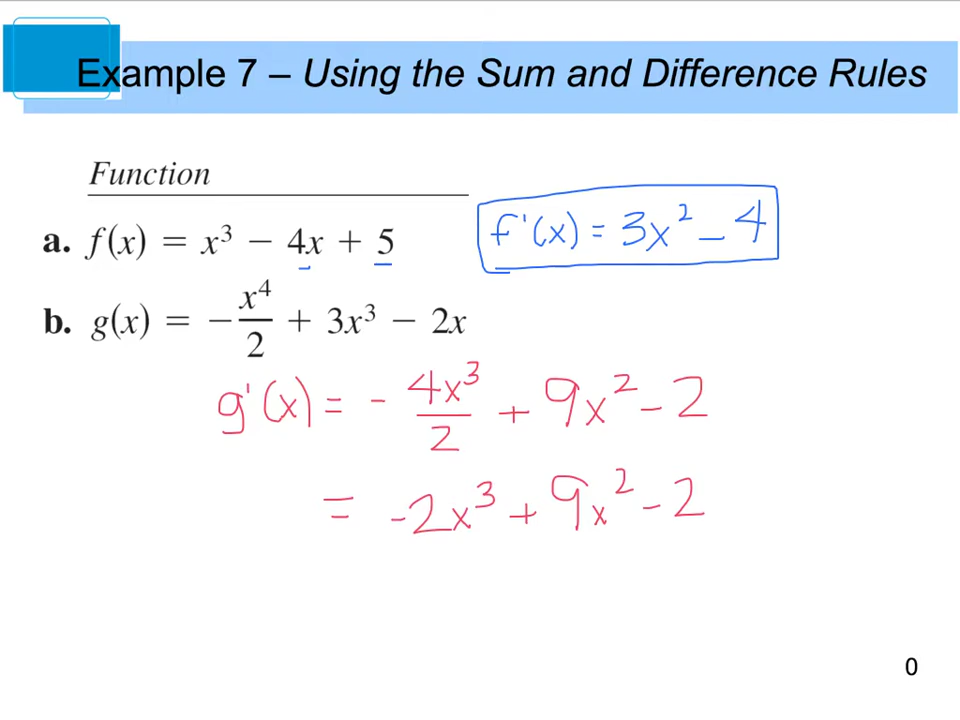 Example 7 – Using the Sum and Difference Rules
Function
a. f(x) = x³ − 4x + 5
f'(x) = 3x² − 4
b. g(x) = −x⁴/2 + 3x³ − 2x
g'(x) = - 4x³/2 + 9x² - 2
= -2x³ + 9x² - 2
0